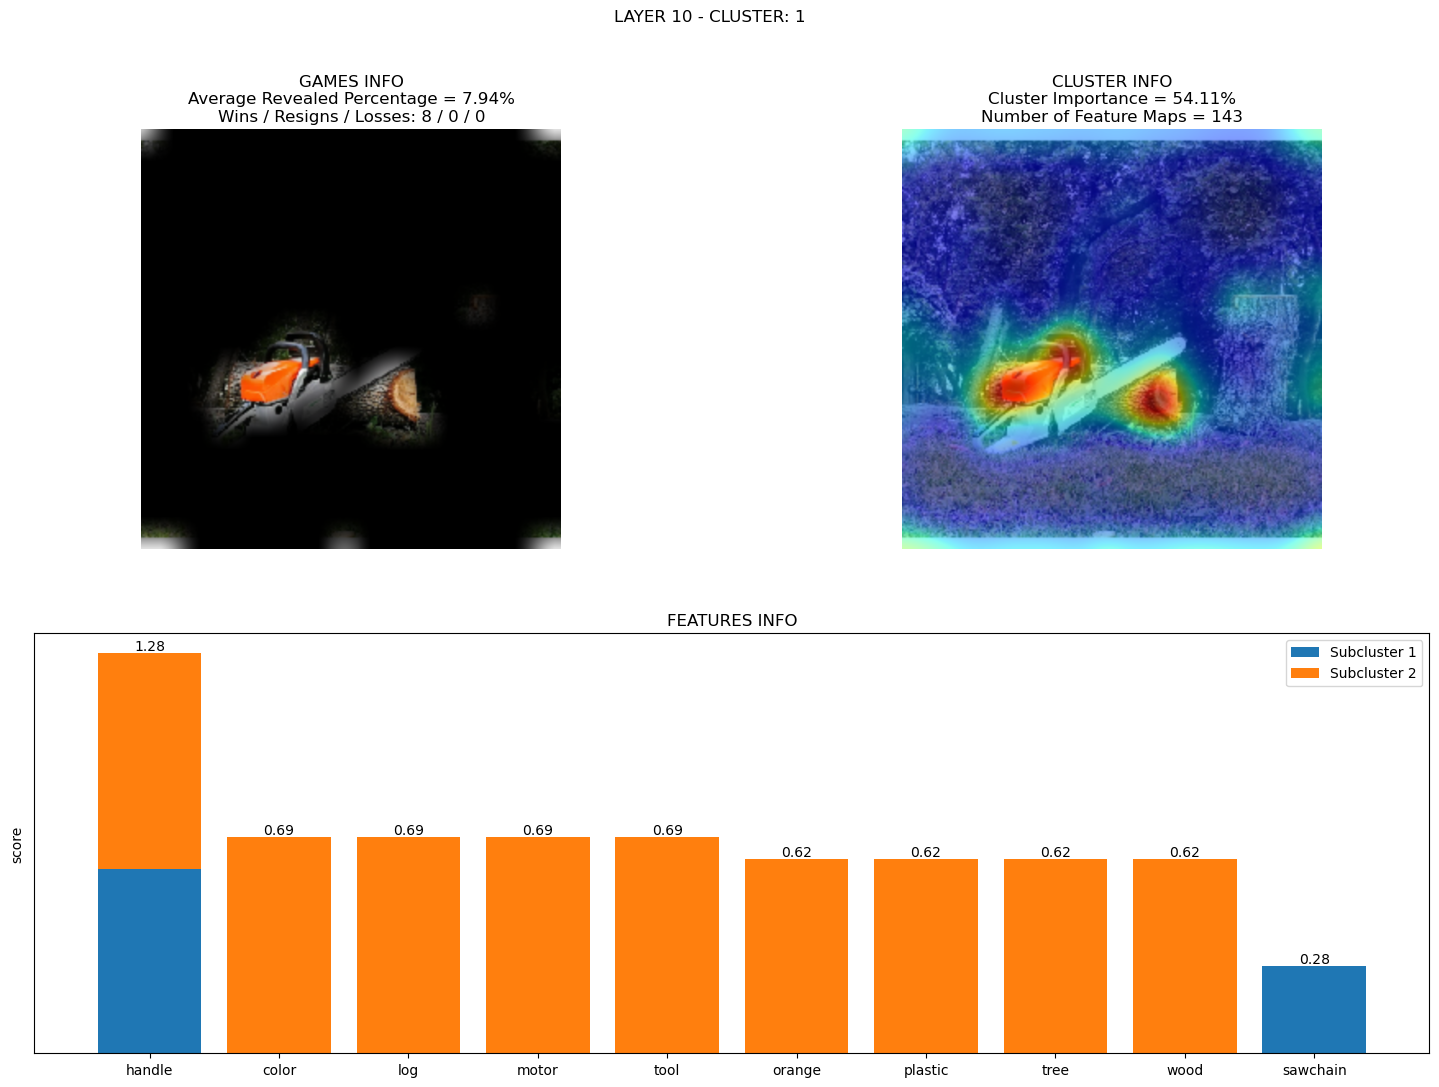 LAYER 10 - CLUSTER: 1
GAMES INFO
Average Revealed Percentage = 7.94%
Wins / Resigns / Losses: 8 / 0 / 0
CLUSTER INFO
Cluster Importance = 54.11%
Number of Feature Maps = 143
FEATURES INFO
Subcluster 1
Subcluster 2
score
1.28
0.69
0.69
0.69
0.69
0.62
0.62
0.62
0.62
0.28
handle
color
log
motor
tool
orange
plastic
tree
wood
sawchain